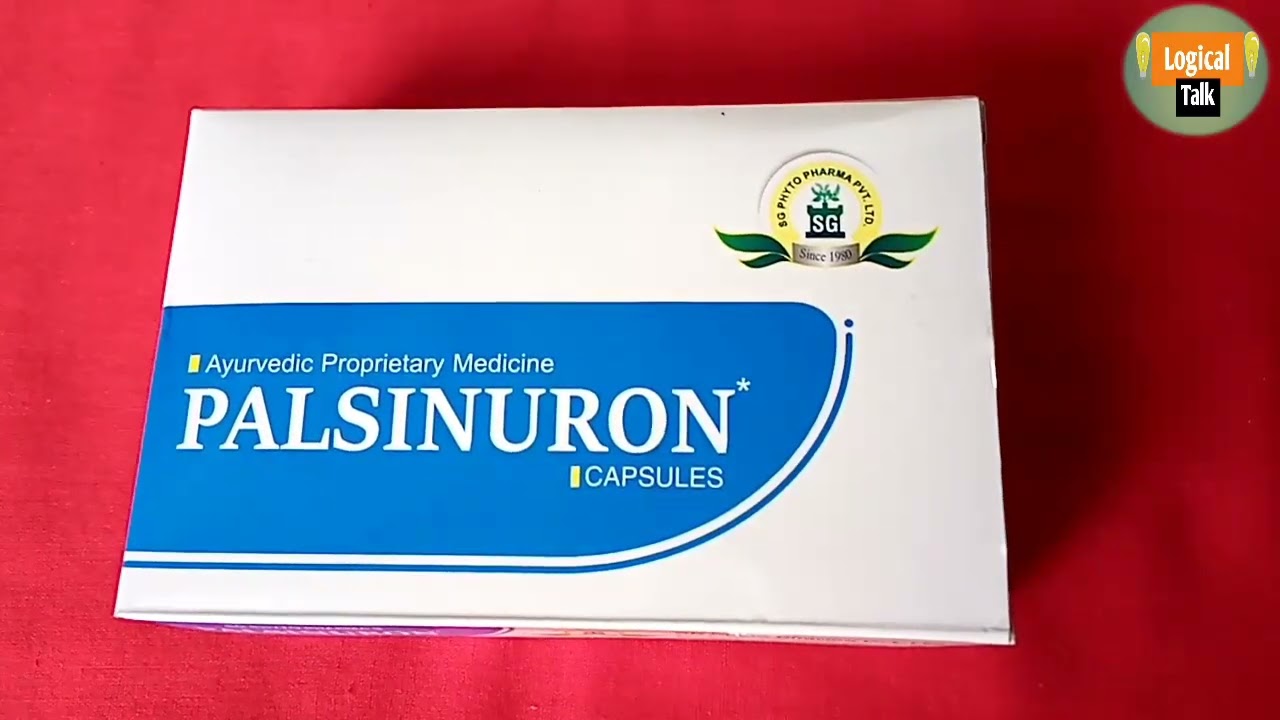 Logical
Talk
SG PHYTO PHARMA PVT. LTD.
SG
Since 1980
Ayurvedic Proprietary Medicine
PALSINURON*
CAPSULES